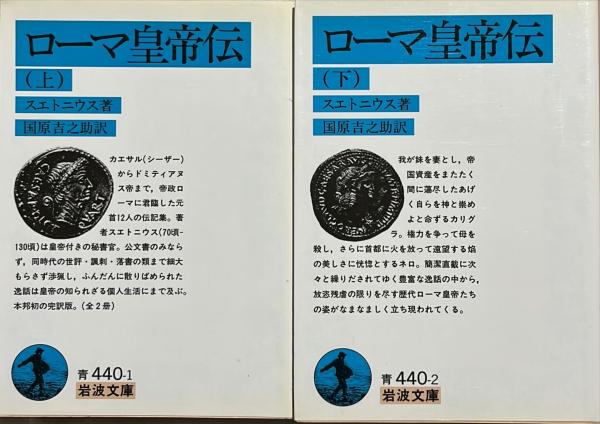 ローマ皇帝伝
(上)
スエトニウス著
国原吉之助訳
カエサル(シーザー)
からドミティアヌ
ス帝まで，帝政ロ
ーマに君臨した元
首12人の伝記集。著
者スエトニウス(70頃-
130頃)は皇帝付きの秘書官。公文書のみなら
ず，同時代の世評・諷刺・落書の類まで細大
もらさず渉猟し，ふんだんに散りばめられた
逸話は皇帝の知られざる個人生活にまで及ぶ。
本邦初の完訳版。(全2冊)
青 440-1
岩波文庫
ローマ皇帝伝
(下)
スエトニウス著
国原吉之助訳
我が妹を妻とし，帝
国資産をまたたく
間に蕩尽したあげ
く自らを神と崇め
よと命ずるカリグ
ラ。権力を争って母を
殺し，さらに首都に火を放って遠望する焰
の美しさに恍惚とするネロ。簡潔直截に次
々と繰りだされてゆく豊富な逸話の中から，
放恣残虐の限りを尽す歴代ローマ皇帝たち
の姿がなまなましく立ち現われてくる。
青 440-2
岩波文庫